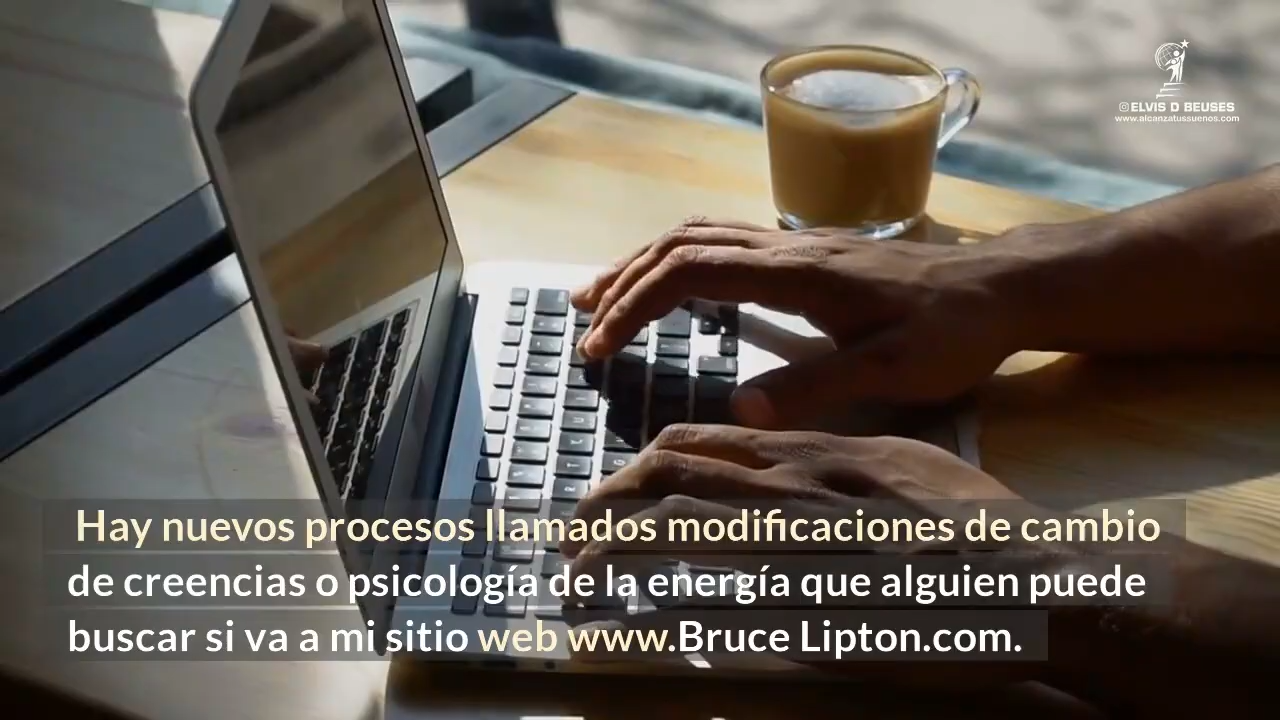 ELVIS D BEUSES
www.alcanzatussuenos.com
Hay nuevos procesos llamados modificaciones de cambio
de creencias o psicología de la energía que alguien puede
buscar si va a mi sitio web www.Bruce Lipton.com.